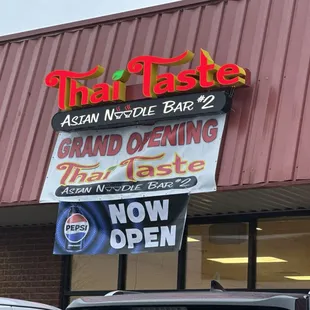 Thai Taste
ASIAN NOODLE BAR #2
GRAND OPENING
Thai Taste
ASIAN NOODLE BAR #2
PEPSI
NOW
OPEN